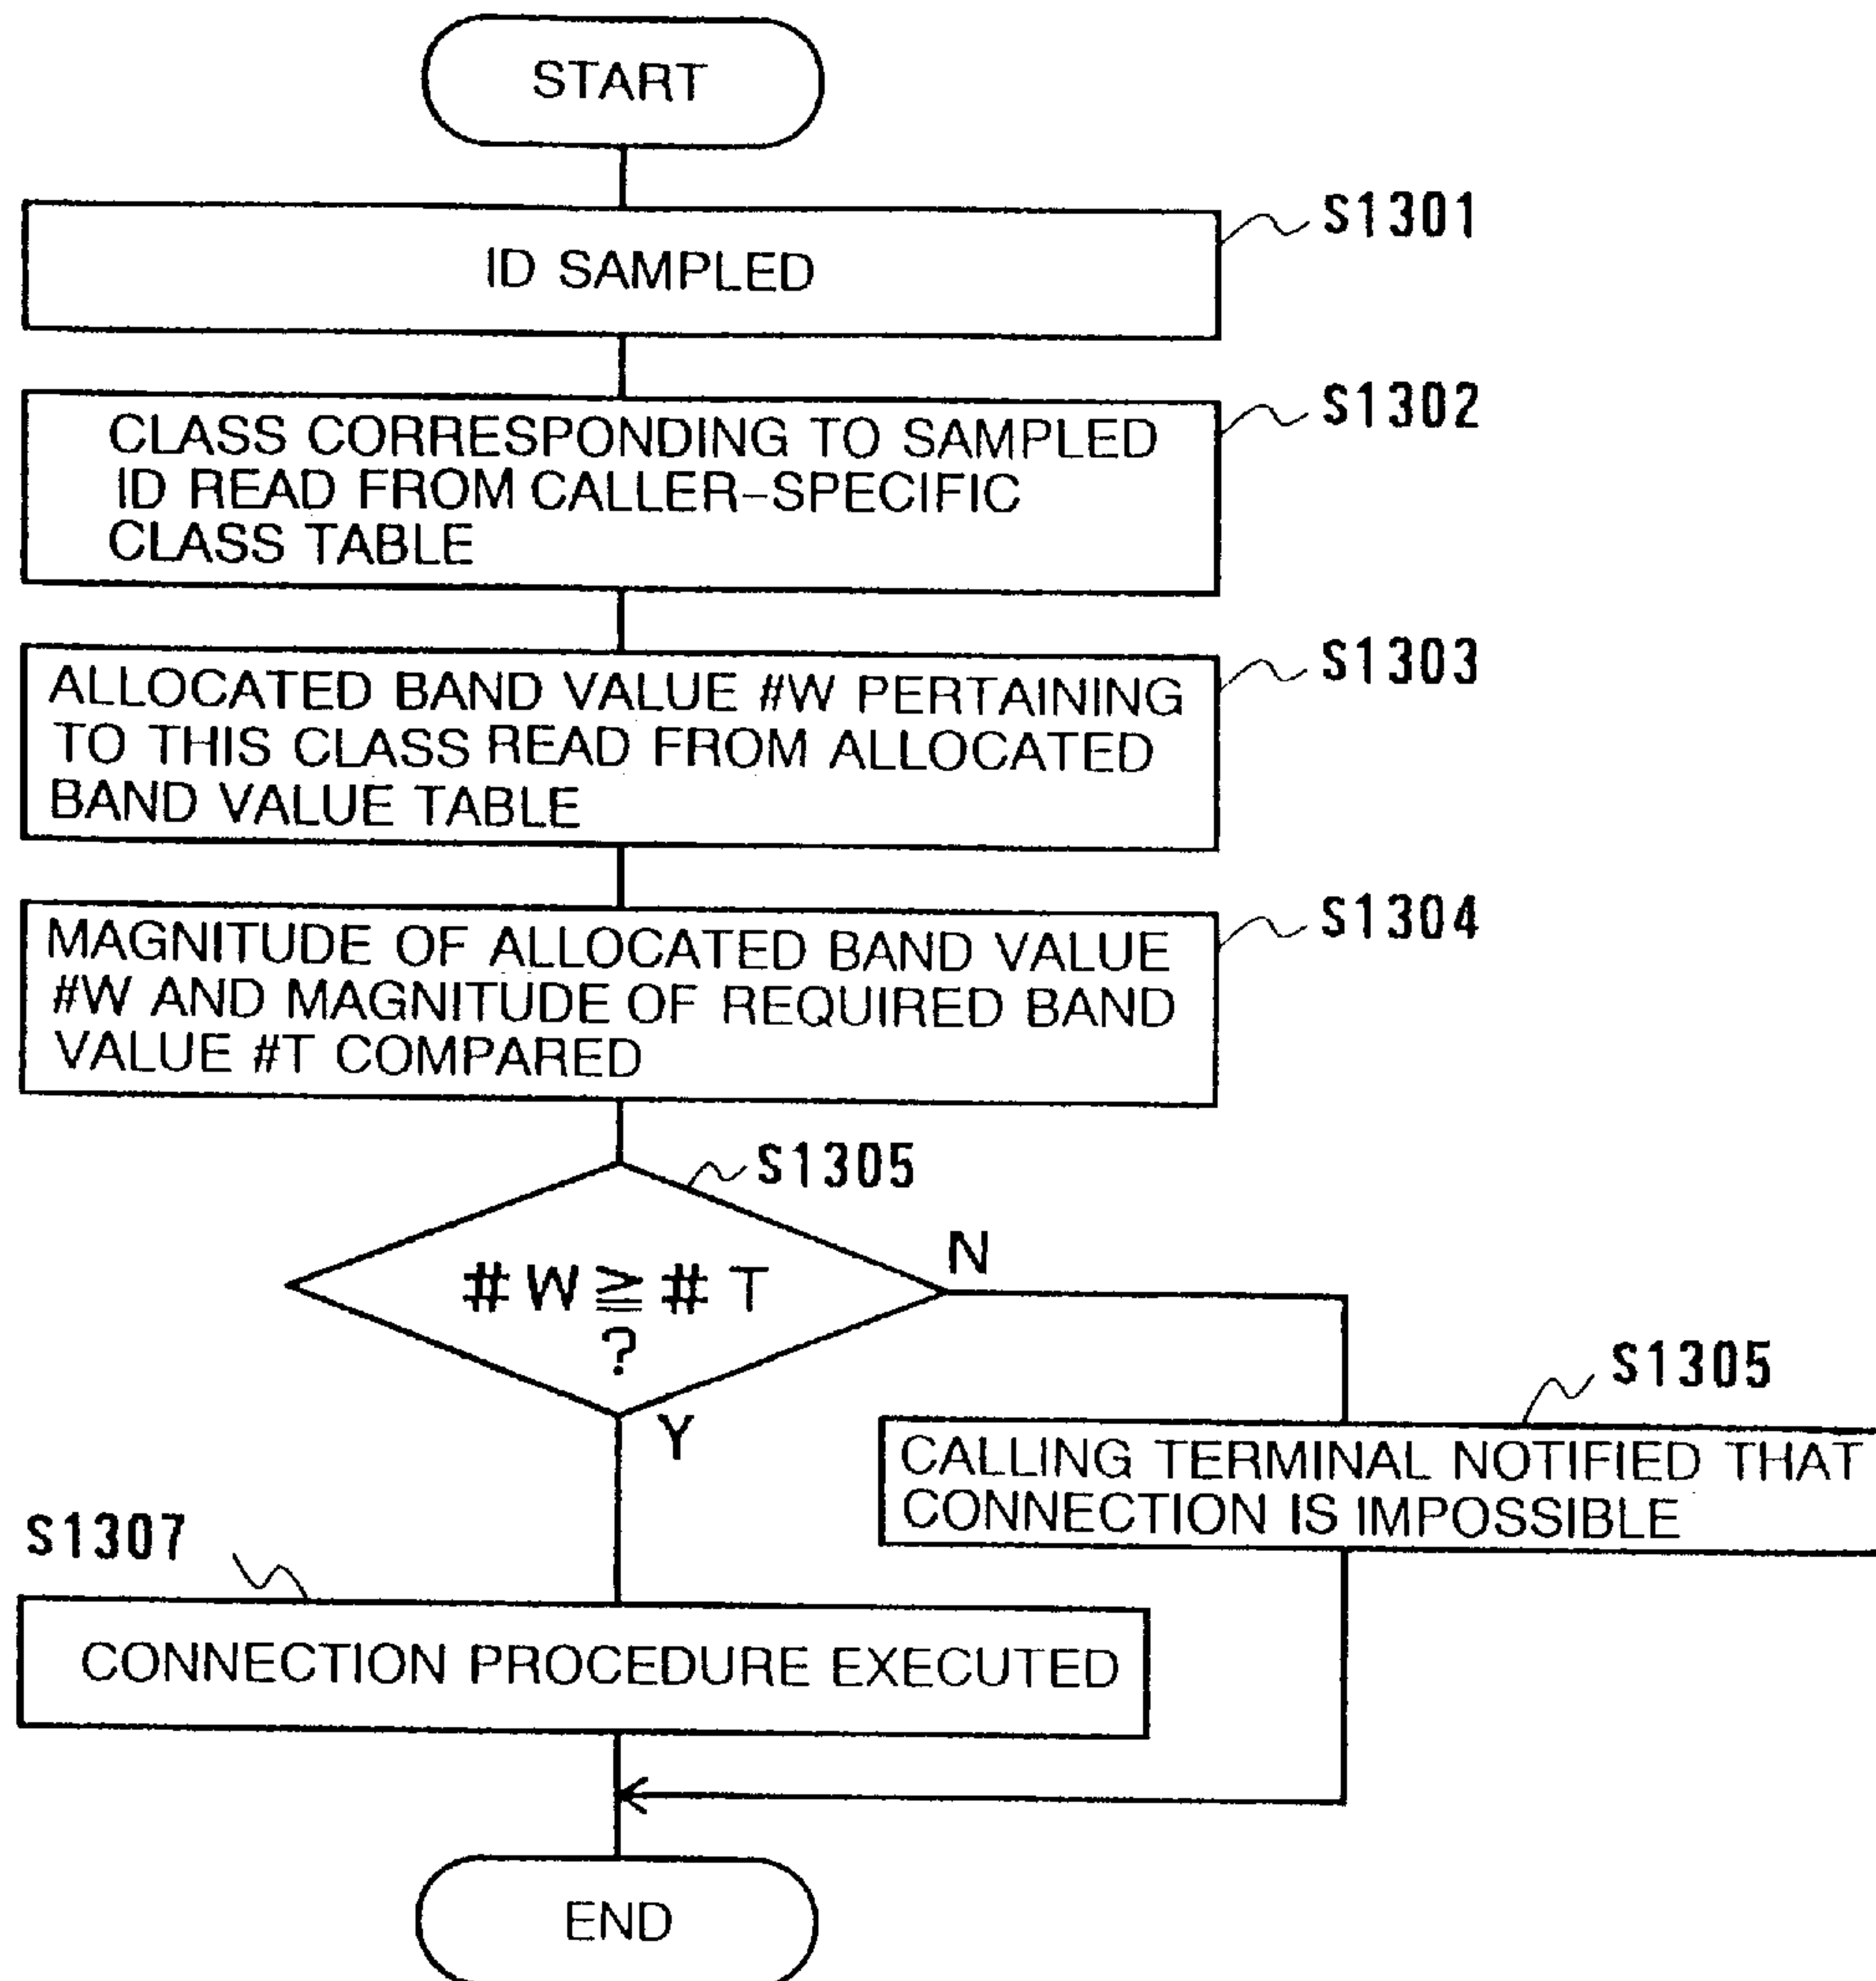 START
S1301
ID SAMPLED
S1302
CLASS CORRESPONDING TO SAMPLED
ID READ FROM CALLER-SPECIFIC
CLASS TABLE
S1303
ALLOCATED BAND VALUE #W PERTAINING
TO THIS CLASS READ FROM ALLOCATED
BAND VALUE TABLE
S1304
MAGNITUDE OF ALLOCATED BAND VALUE
#W AND MAGNITUDE OF REQUIRED BAND
VALUE #T COMPARED
S1305
#W≧#T
?
N
Y
S1305
CALLING TERMINAL NOTIFIED THAT
CONNECTION IS IMPOSSIBLE
S1307
CONNECTION PROCEDURE EXECUTED
END